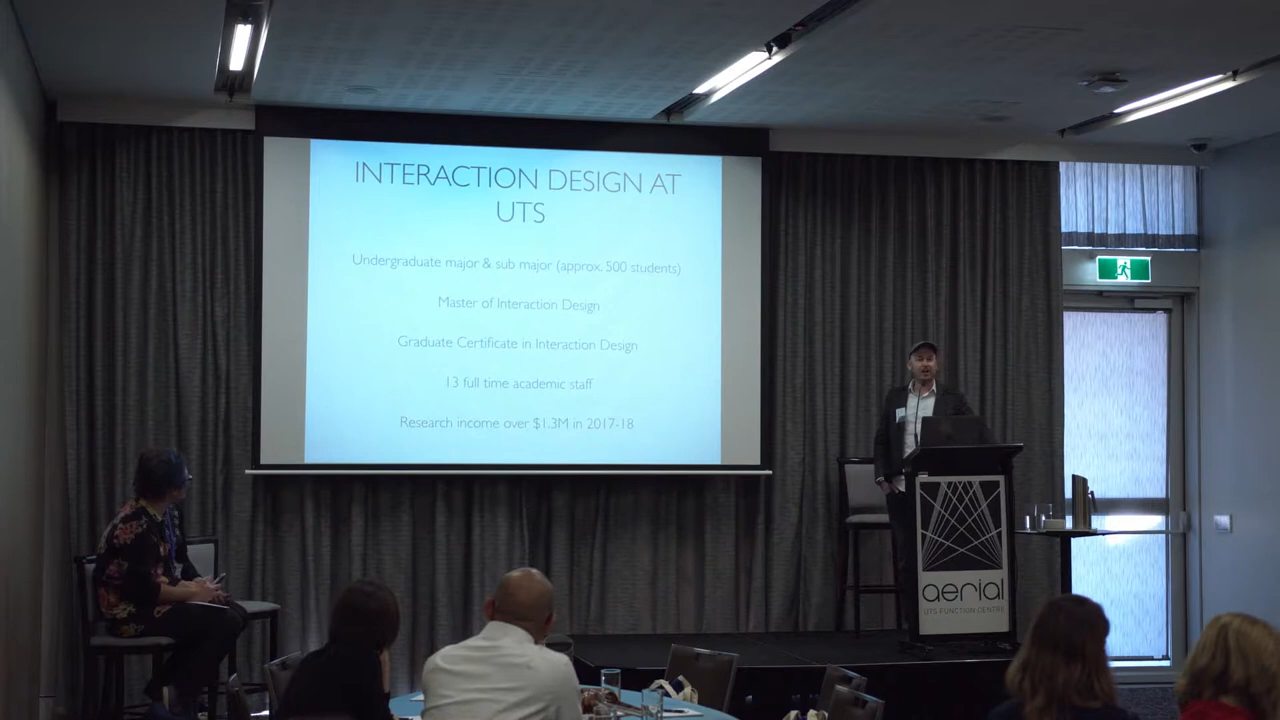 INTERACTION DESIGN AT
UTS
Undergraduate major & sub major (approx. 500 students)
Master of Interaction Design
Graduate Certificate in Interaction Design
13 full time academic staff
Research income over $1.3M in 2017-18
aerial
UTS FUNCTION CENTRE